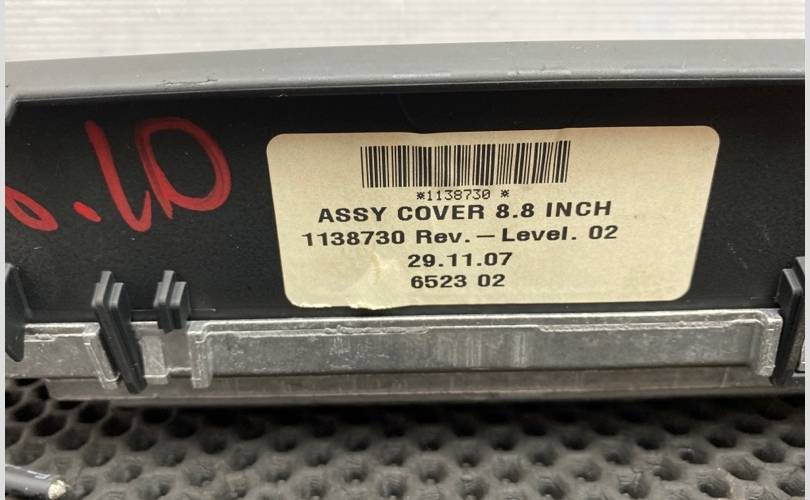 *1138730 *
ASSY COVER 8.8 INCH
1138730 Rev. – Level. 02
29.11.07
6523 02